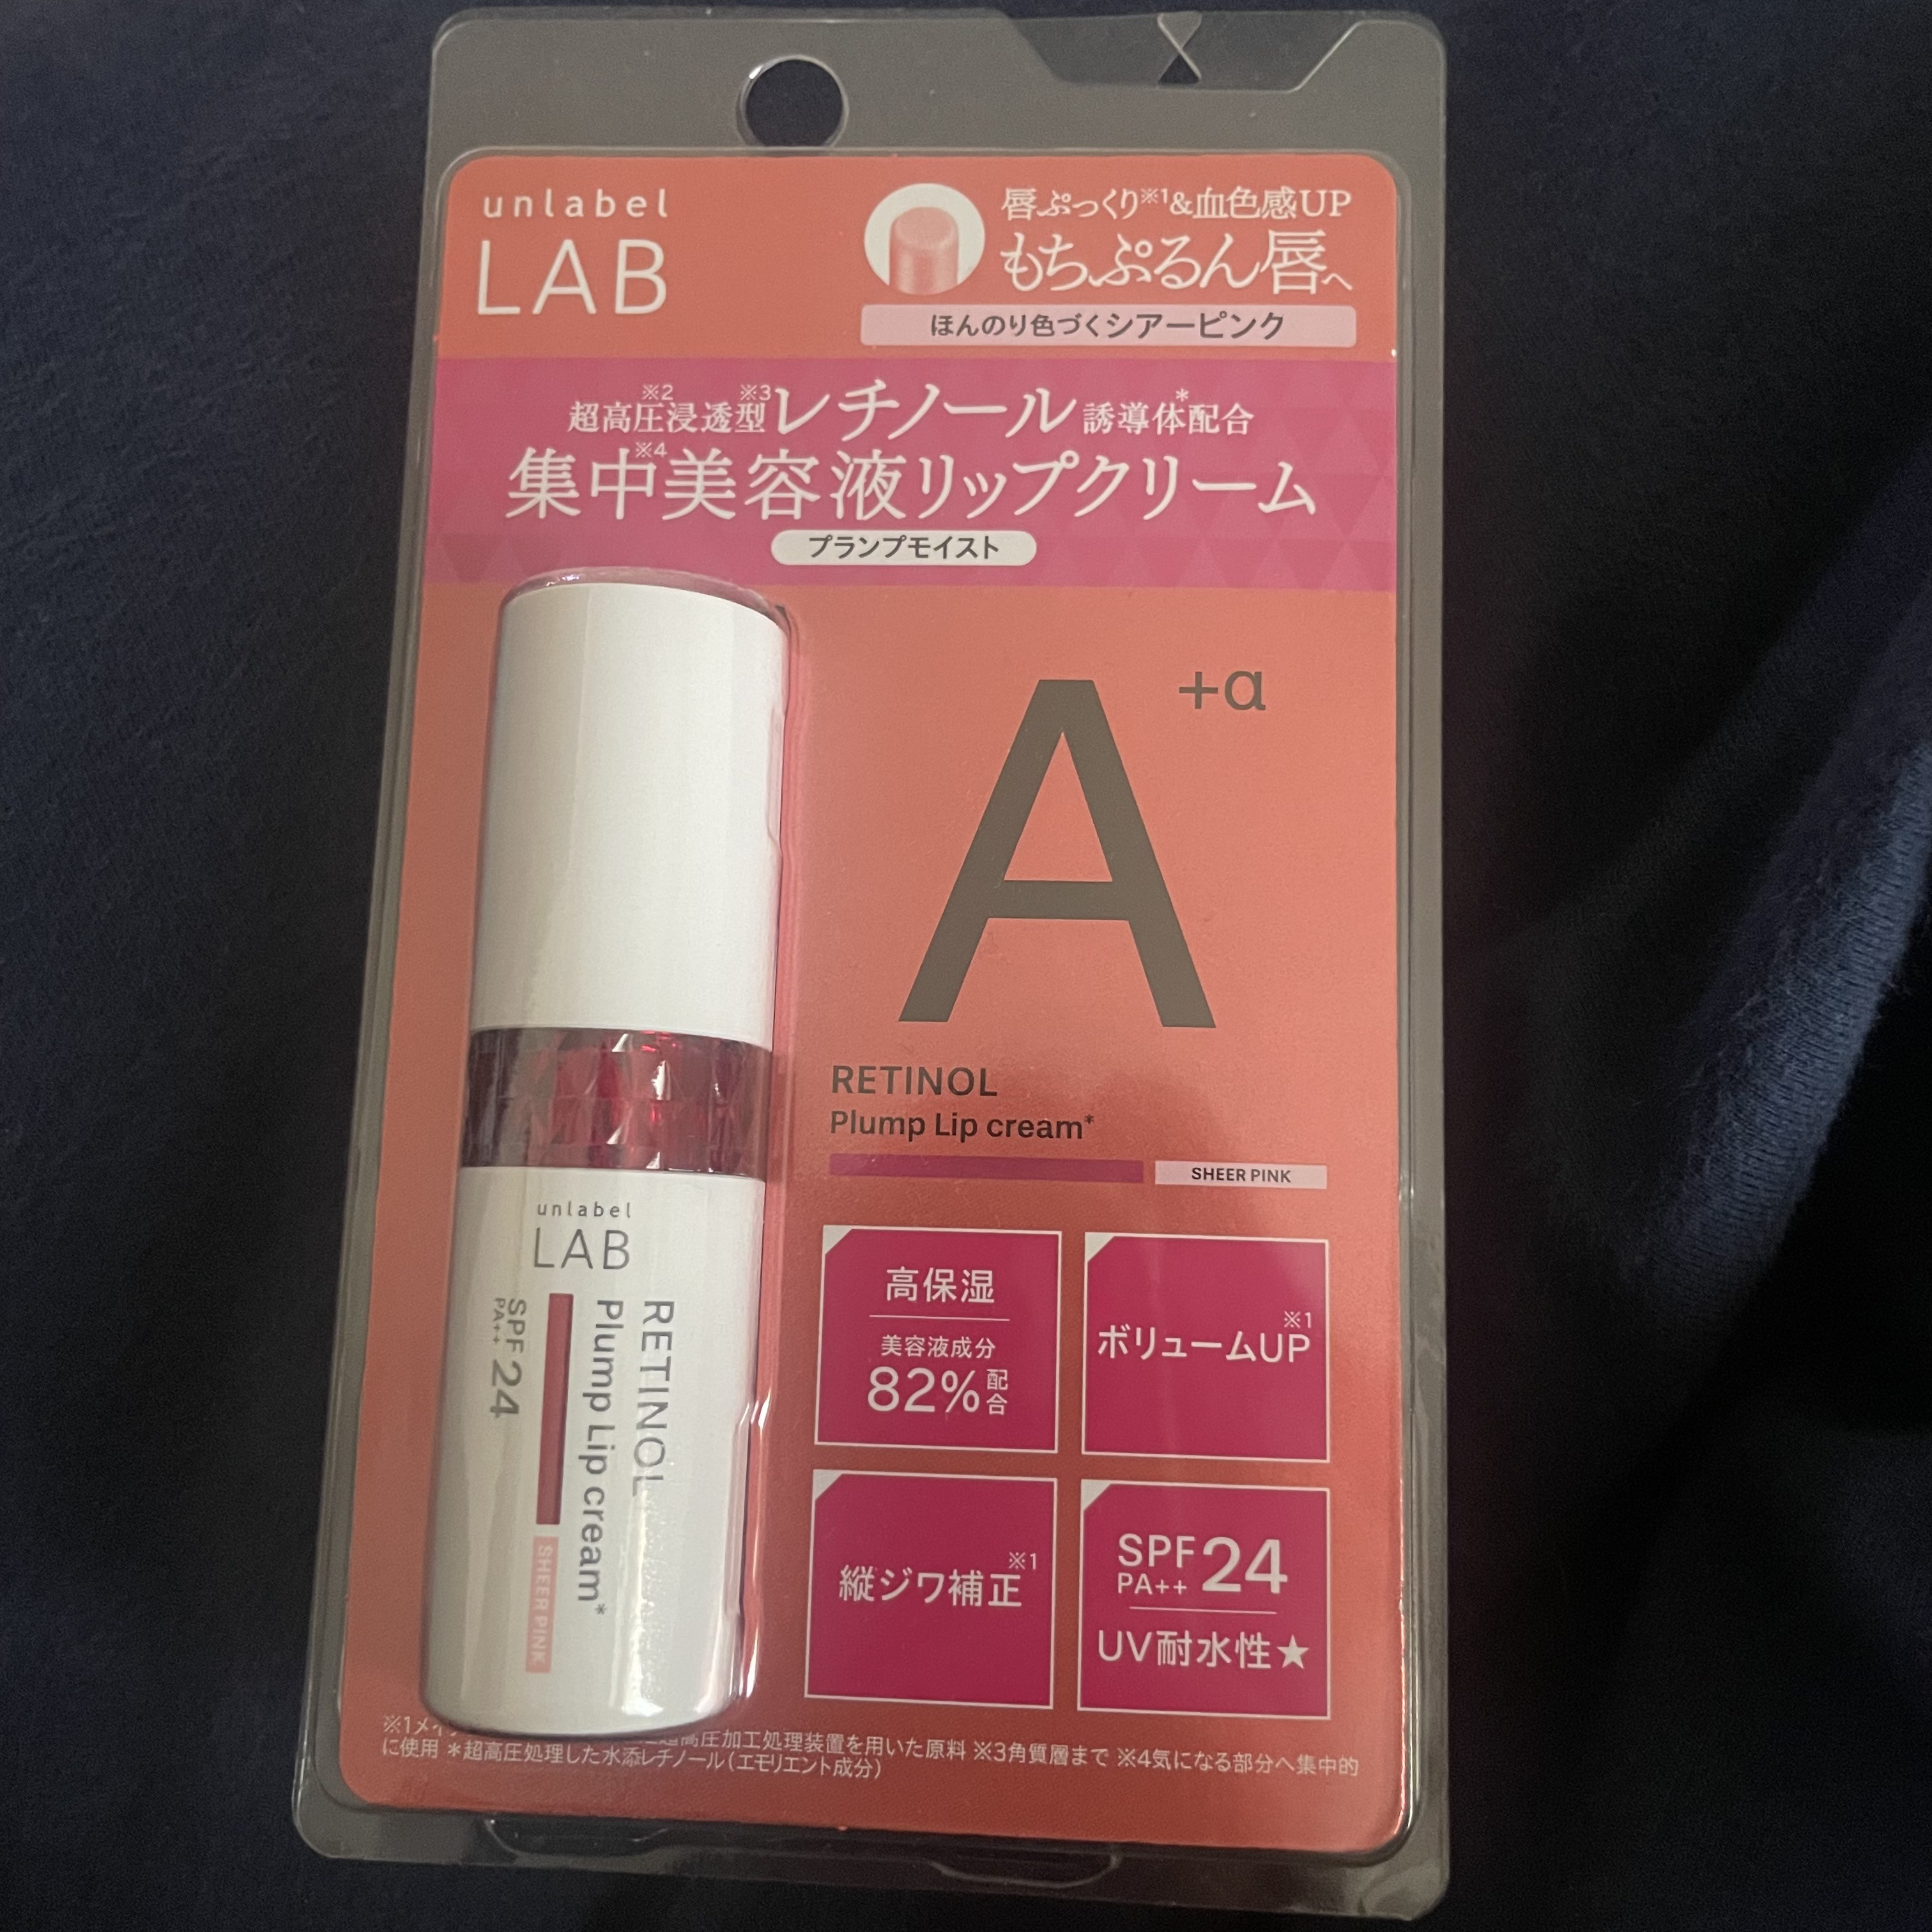 unlabel
LAB
唇ぷっくり※1&血色感UP
もちぷるん唇へ
ほんのり色づくシアーピンク
超高圧※2浸透型※3レチノール誘導体*配合
集中※4美容液リップクリーム
プランプモイスト
A+α
RETINOL
Plump Lip cream*
SHEER PINK
unlabel
LAB
RETINOL
Plump Lip cream*
SHEER PINK
SPF 24
PA++
高保湿
美容液成分
82%配合
ボリュームUP※1
縦ジワ補正※1
SPF 24
PA++
UV耐水性★
※1メイ 超高圧加工処理装置を用いた原料 ※3角質層まで ※4気になる部分へ集中的
に使用 *超高圧処理した水添レチノール(エモリエント成分)